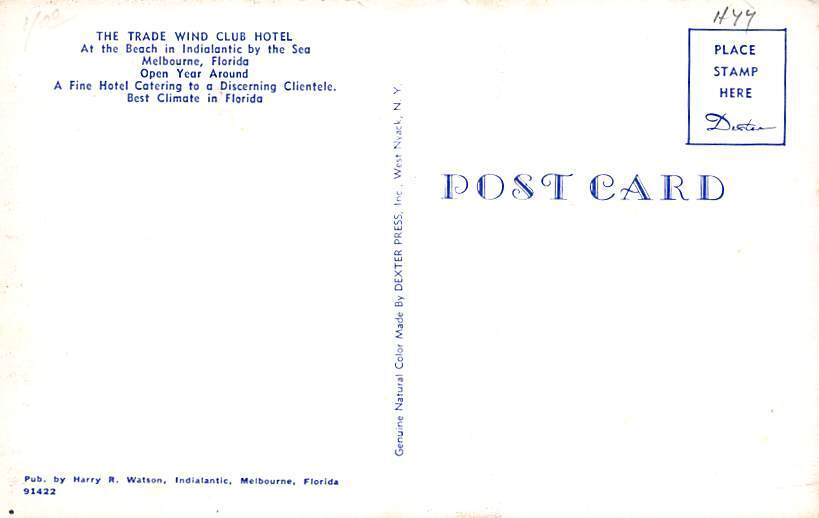 THE TRADE WIND CLUB HOTEL
At the Beach in Indialantic by the Sea
Melbourne, Florida
Open Year Around
A Fine Hotel Catering to a Discerning Clientele.
Best Climate in Florida
Pub. by Harry R. Watson, Indialantic, Melbourne, Florida
91422
Genuine Natural Color Made By DEXTER PRESS, Inc., West Nyack, N. Y.
POST CARD
PLACE
STAMP
HERE
Dexter